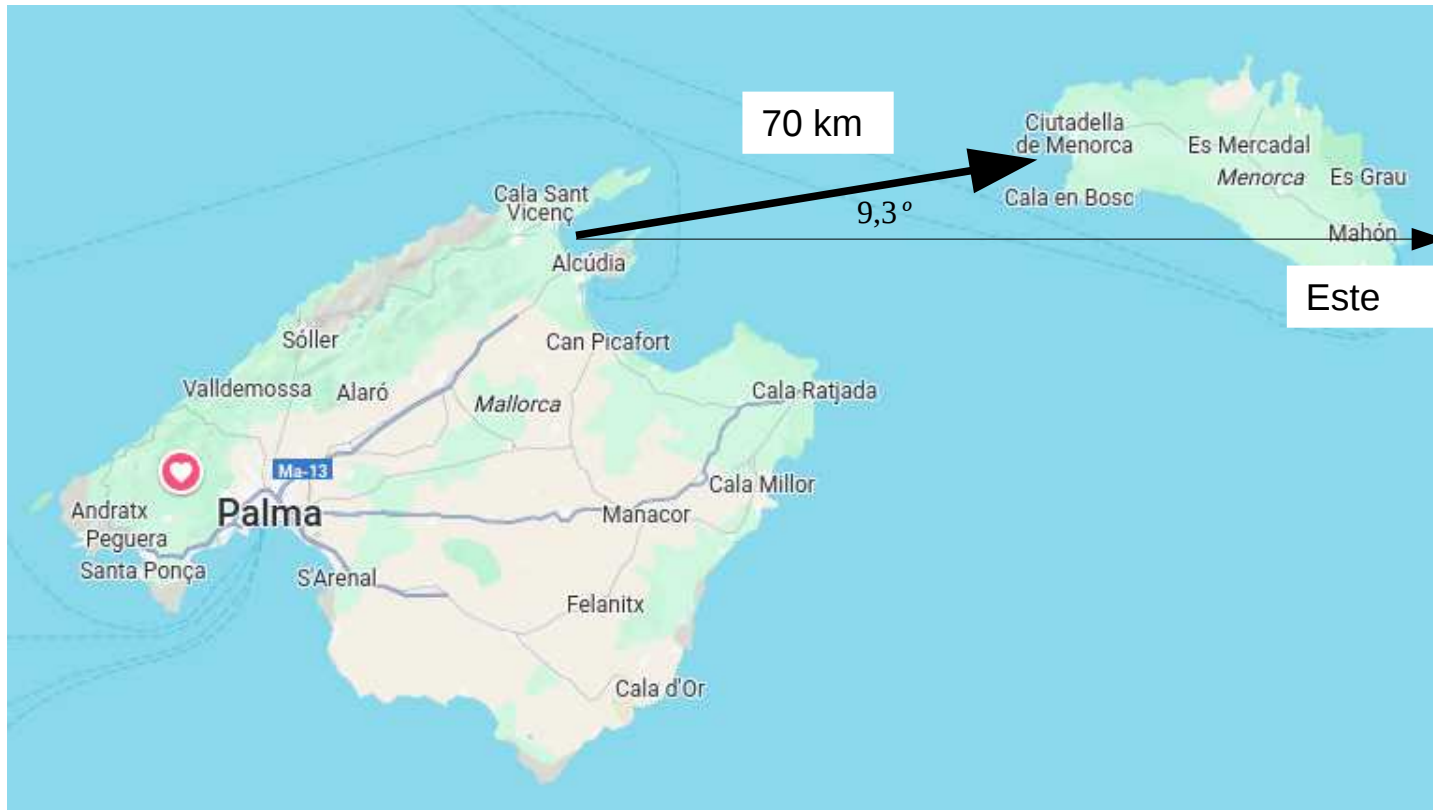 70 km
Ciutadella
de Menorca
Es Mercadal
Menorca
Es Grau
Cala Sant
Vicenç
Cala en Bosc
9,3º
Mahón
Alcúdia
Este
Sóller
Can Picafort
Valldemossa
Alaró
Mallorca
Cala Ratjada
Ma-13
Cala Millor
Andratx
Palma
Manacor
Peguera
Santa Ponça
S'Arenal
Felanitx
Cala d'Or